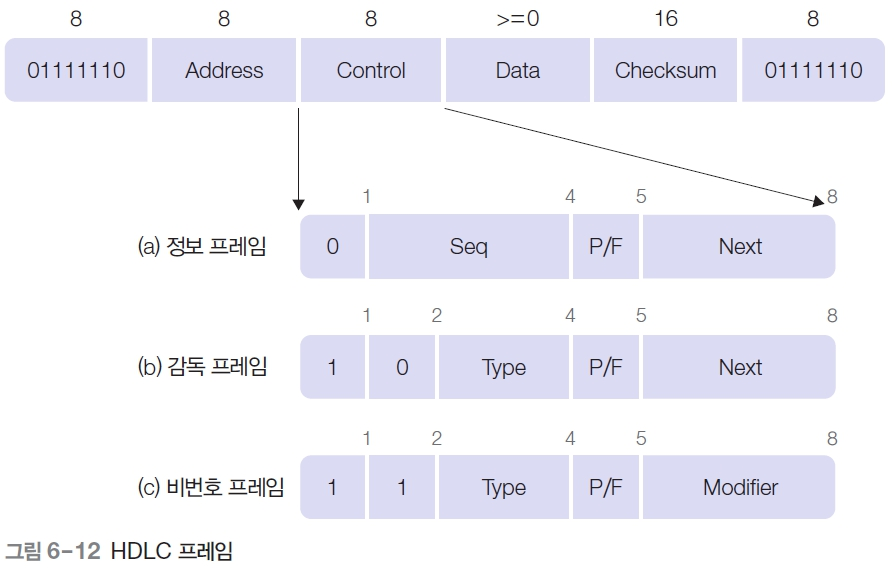 8 8 8 >=0 16 8
01111110 Address Control Data Checksum 01111110
1 4 5 8
(a) 정보 프레임 0 Seq P/F Next
1 2 4 5 8
(b) 감독 프레임 1 0 Type P/F Next
1 2 4 5 8
(c) 비번호 프레임 1 1 Type P/F Modifier
그림 6-12 HDLC 프레임